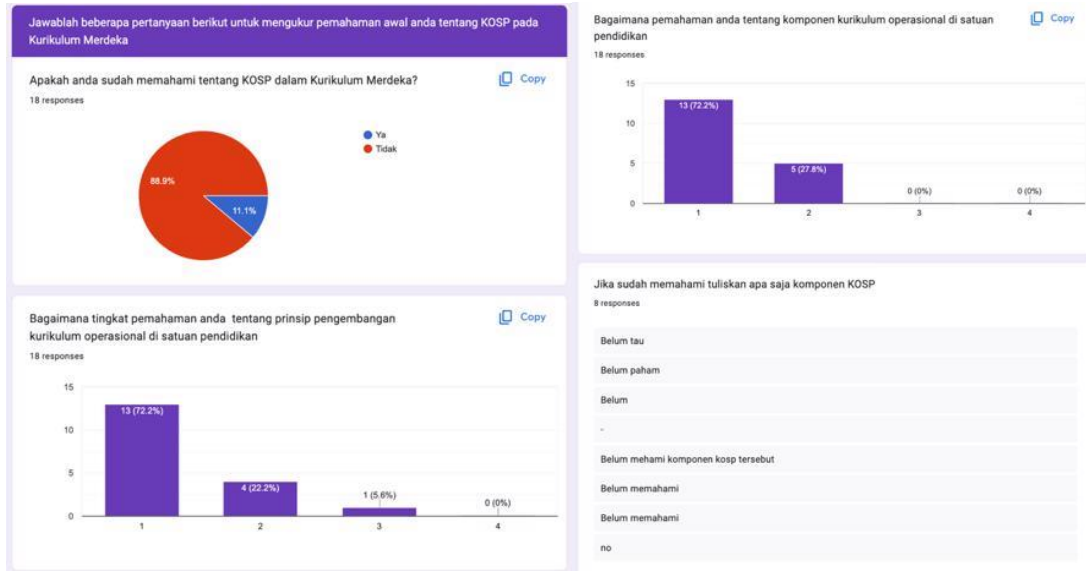 Jawablah beberapa pertanyaan berikut untuk mengukur pemahaman awal anda tentang KOSP pada
Kurikulum Merdeka
Apakah anda sudah memahami tentang KOSP dalam Kurikulum Merdeka?
Copy
18 responses
Ya
Tidak
88.9%
11.1%
Bagaimana tingkat pemahaman anda tentang prinsip pengembangan
kurikulum operasional di satuan pendidikan
Copy
18 responses
15
10
5
0
13 (72.2%)
4 (22.2%)
1 (5.6%)
0 (0%)
1
2
3
4
Bagaimana pemahaman anda tentang komponen kurikulum operasional di satuan
pendidikan
Copy
18 responses
15
10
5
0
13 (72.2%)
5 (27.8%)
0 (0%)
0 (0%)
1
2
3
4
Jika sudah memahami tuliskan apa saja komponen KOSP
8 responses
Belum tau
Belum paham
Belum
-
Belum mehami komponen kosp tersebut
Belum memahami
Belum memahami
no